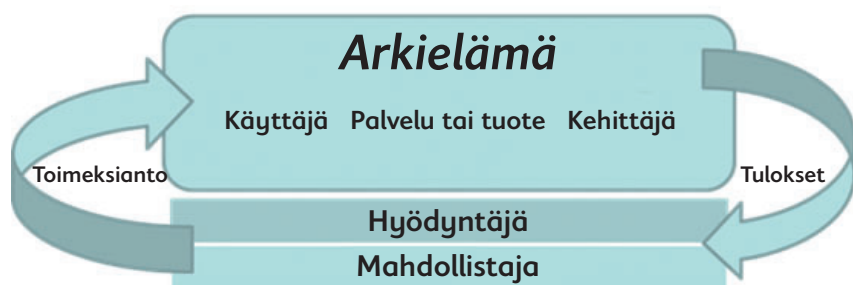 Arkielämä
Käyttäjä Palvelu tai tuote Kehittäjä
Toimeksianto
Tulokset
Hyödyntäjä
Mahdollistaja